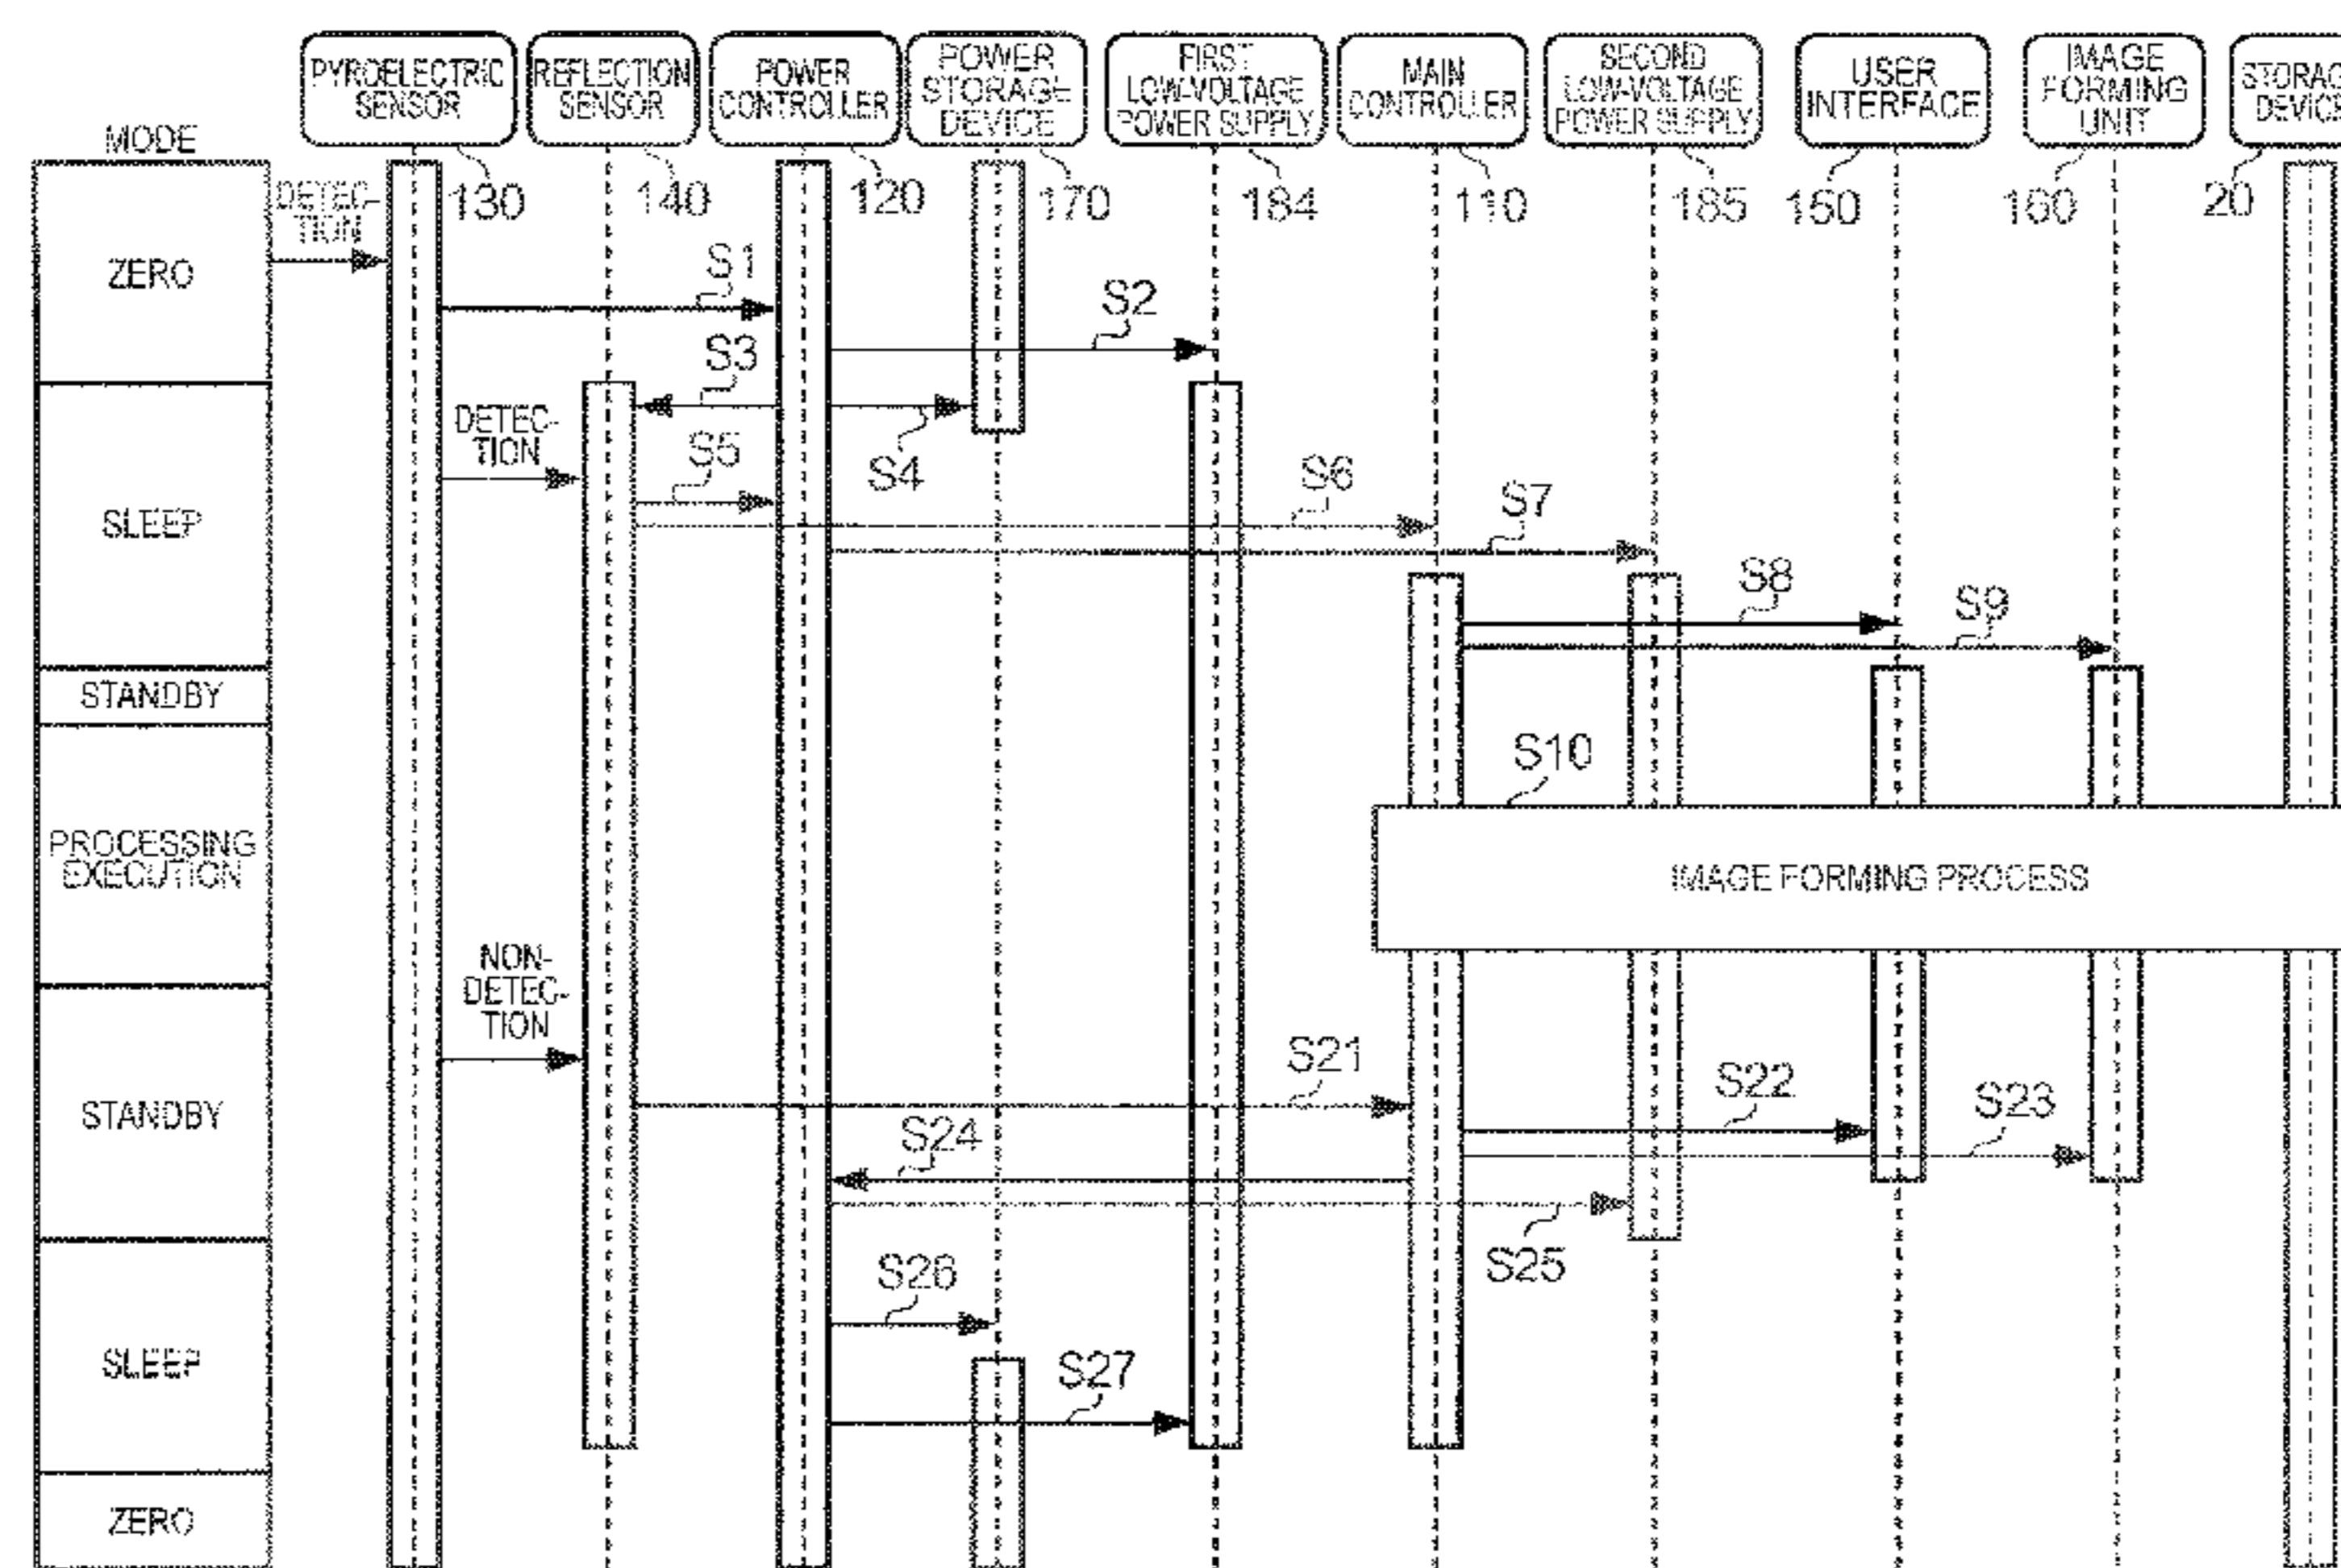 PYROELECTRIC
SENSOR
REFLECTION
SENSOR
POWER
CONTROLLER
POWER
STORAGE
DEVICE
FIRST
LOW-VOLTAGE
POWER SUPPLY
MAIN
CONTROLLER
SECOND
LOW-VOLTAGE
POWER SUPPLY
USER
INTERFACE
IMAGE
FORMING
UNIT
STORAG
DEVICE
MODE
130
140
120
170
184
110
185
150
160
20
DETEC-
TION
ZERO
S1
S2
S3
DETEC-
TION
S4
S5
S6
S7
SLEEP
S8
S9
STANDBY
S10
PROCESSING
EXECUTION
IMAGE FORMING PROCESS
NON-
DETEC-
TION
S21
S22
S23
STANDBY
S24
S25
S26
SLEEP
S27
ZERO